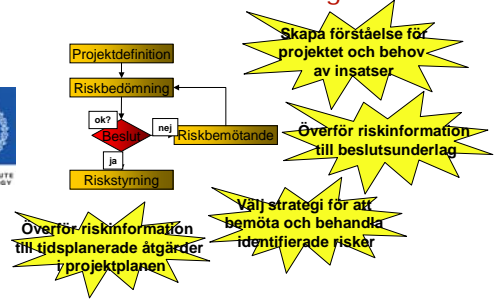 Skapa förståelse för
projektet och behov
av insatser
Projektdefinition
Riskbedömning
ok?
Beslut
nej
Riskbemötande
ja
Riskstyrning
Överför riskinformation
till beslutsunderlag
Välj strategi för att
bemöta och behandla
identifierade risker
Överför riskinformation
till tidsplanerade åtgärder
i projektplanen